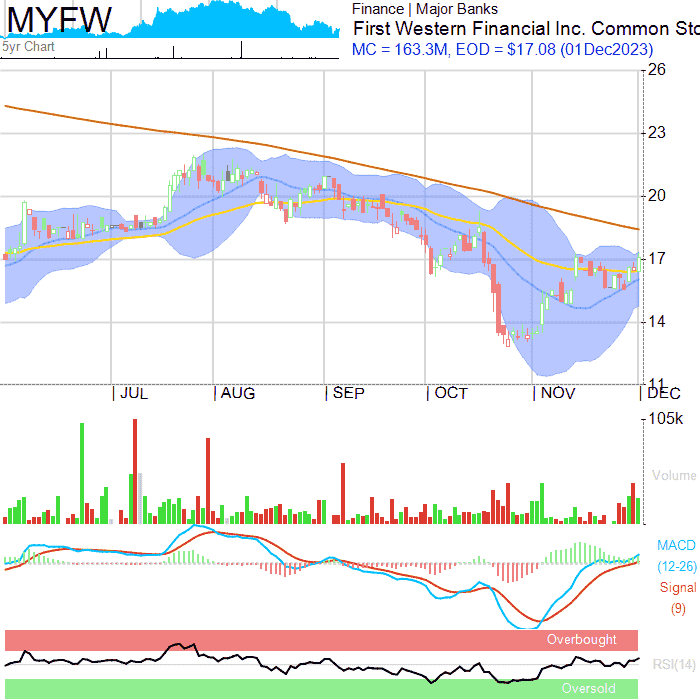 MYFW
5yr Chart
Finance | Major Banks
First Western Financial Inc. Common Sto
MC = 163.3M, EOD = $17.08 (01Dec2023)
26
23
20
17
14
11
JUL AUG SEP OCT NOV DEC
105k
Volume
MACD
(12-26)
Signal
(9)
Overbought
RSI(14)
Oversold